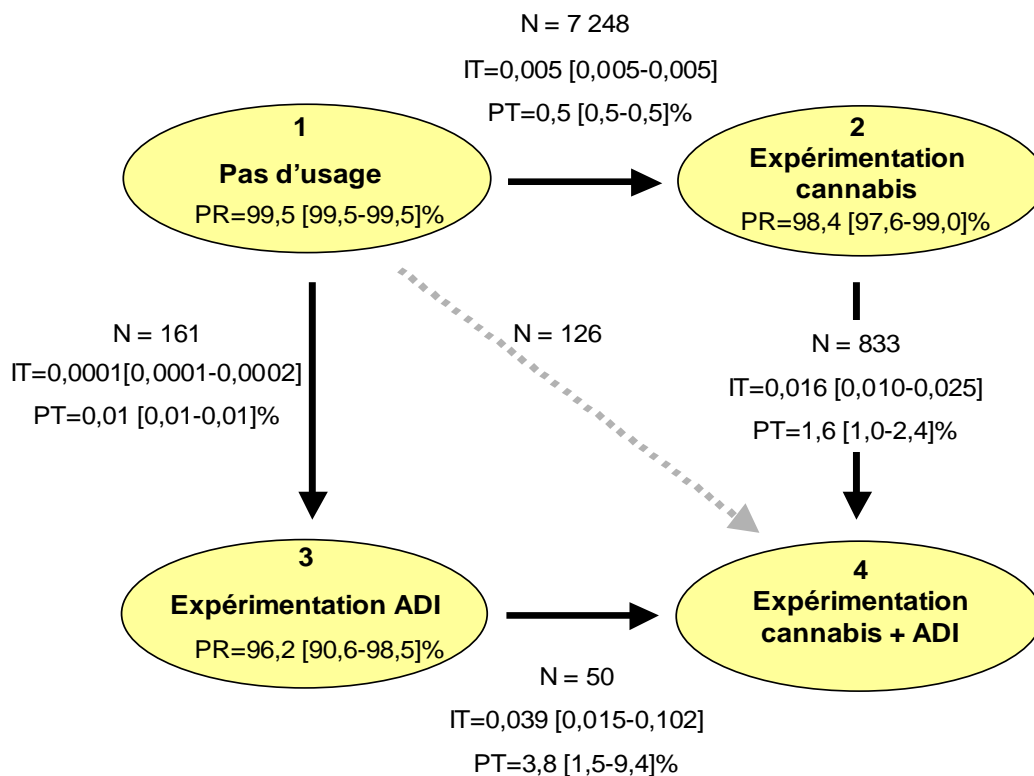 N = 7 248
IT=0,005 [0,005-0,005]
PT=0,5 [0,5-0,5]%
1
Pas d’usage
PR=99,5 [99,5-99,5]%
2
Expérimentation
cannabis
PR=98,4 [97,6-99,0]%
N = 161
IT=0,0001[0,0001-0,0002]
PT=0,01 [0,01-0,01]%
N = 126
N = 833
IT=0,016 [0,010-0,025]
PT=1,6 [1,0-2,4]%
3
Expérimentation ADI
PR=96,2 [90,6-98,5]%
4
Expérimentation
cannabis + ADI
N = 50
IT=0,039 [0,015-0,102]
PT=3,8 [1,5-9,4]%